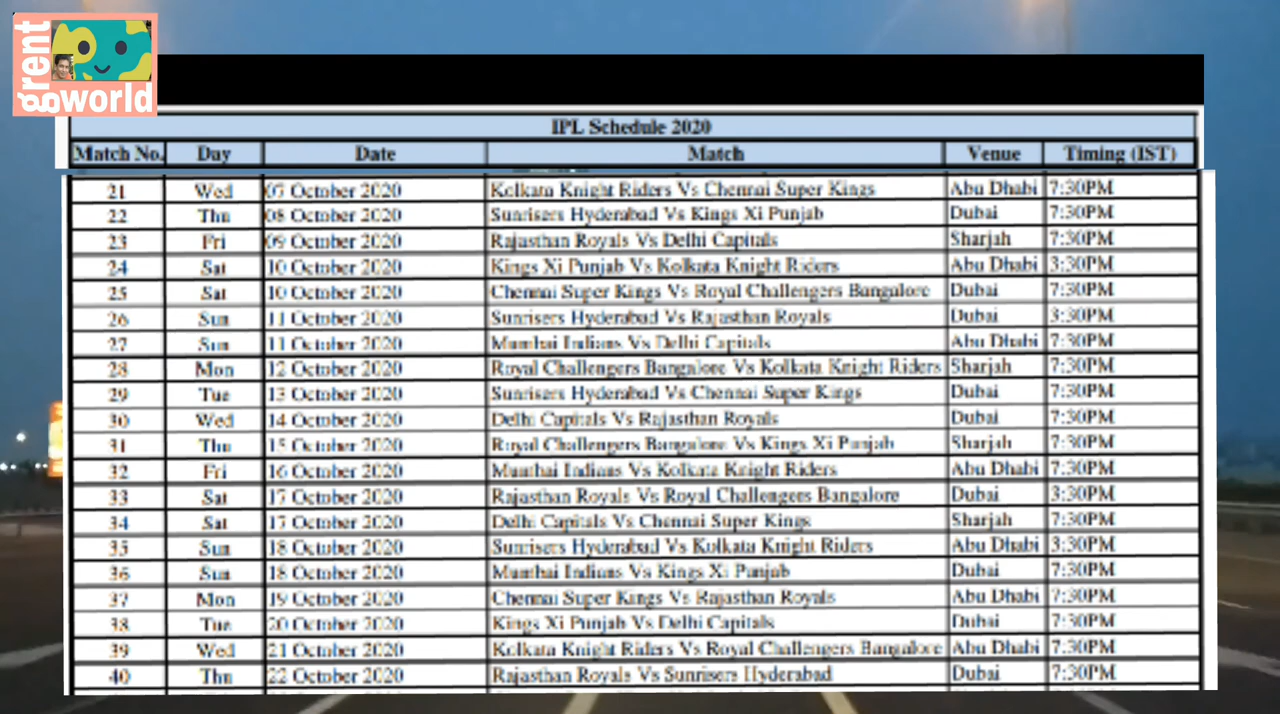 grent
world
IPL Schedule 2020
Match No. Day Date Match Venue Timing (IST)
21 Wed 07 October 2020 Kolkata Knight Riders Vs Chennai Super Kings Abu Dhabi 7:30PM
22 Thu 08 October 2020 Sunrisers Hyderabad Vs Kings Xi Punjab Dubai 7:30PM
23 Fri 09 October 2020 Rajasthan Royals Vs Delhi Capitals Sharjah 7:30PM
24 Sat 10 October 2020 Kings Xi Punjab Vs Kolkata Knight Riders Abu Dhabi 3:30PM
25 Sat 10 October 2020 Chennai Super Kings Vs Royal Challengers Bangalore Dubai 7:30PM
26 Sun 11 October 2020 Sunrisers Hyderabad Vs Rajasthan Royals Dubai 3:30PM
27 Sun 11 October 2020 Mumbai Indians Vs Delhi Capitals Abu Dhabi 7:30PM
28 Mon 12 October 2020 Royal Challengers Bangalore Vs Kolkata Knight Riders Sharjah 7:30PM
29 Tue 13 October 2020 Sunrisers Hyderabad Vs Chennai Super Kings Dubai 7:30PM
30 Wed 14 October 2020 Delhi Capitals Vs Rajasthan Royals Dubai 7:30PM
31 Thu 15 October 2020 Royal Challengers Bangalore Vs Kings Xi Punjab Sharjah 7:30PM
32 Fri 16 October 2020 Mumbai Indians Vs Kolkata Knight Riders Abu Dhabi 7:30PM
33 Sat 17 October 2020 Rajasthan Royals Vs Royal Challengers Bangalore Dubai 3:30PM
34 Sat 17 October 2020 Delhi Capitals Vs Chennai Super Kings Sharjah 7:30PM
35 Sun 18 October 2020 Sunrisers Hyderabad Vs Kolkata Knight Riders Abu Dhabi 3:30PM
36 Sun 18 October 2020 Mumbai Indians Vs Kings Xi Punjab Dubai 7:30PM
37 Mon 19 October 2020 Chennai Super Kings Vs Rajasthan Royals Abu Dhabi 7:30PM
38 Tue 20 October 2020 Kings Xi Punjab Vs Delhi Capitals Dubai 7:30PM
39 Wed 21 October 2020 Kolkata Knight Riders Vs Royal Challengers Bangalore Abu Dhabi 7:30PM
40 Thu 22 October 2020 Rajasthan Royals Vs Sunrisers Hyderabad Dubai 7:30PM